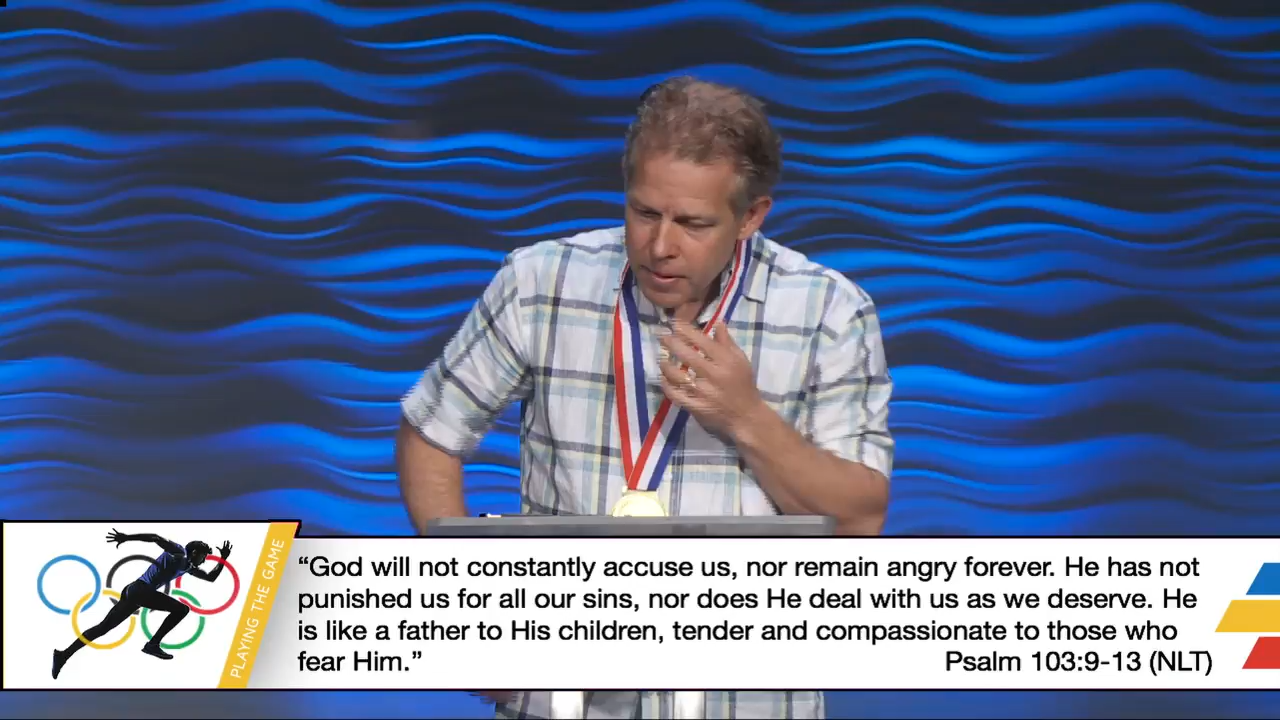 “God will not constantly accuse us, nor remain angry forever. He has not
punished us for all our sins, nor does He deal with us as we deserve. He
is like a father to His children, tender and compassionate to those who
fear Him.” Psalm 103:9-13 (NLT)
PLAYING THE GAME